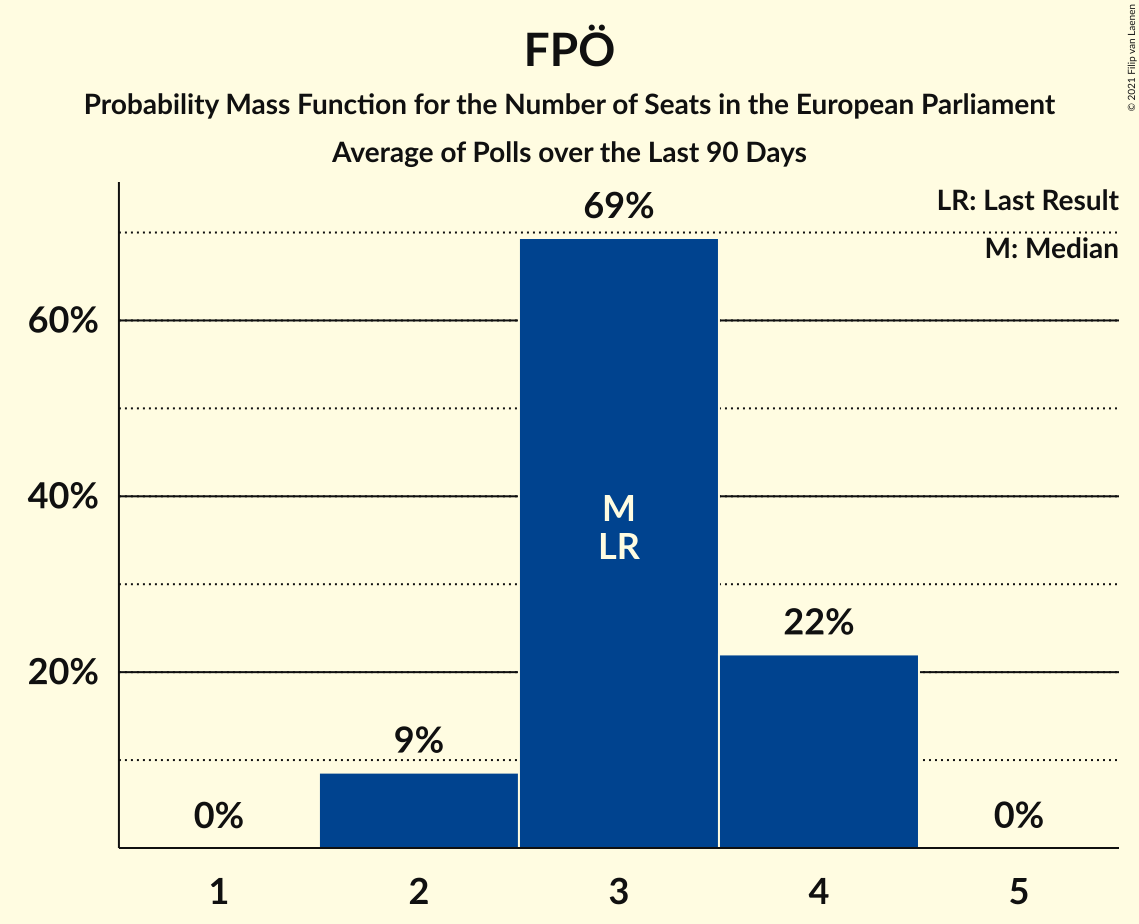 FPÖ
Probability Mass Function for the Number of Seats in the European Parliament
Average of Polls over the Last 90 Days
© 2021 Filip van Laenen
LR: Last Result
M: Median
69%
60%
40%
M
LR
22%
20%
9%
0%
0%
1
2
3
4
5